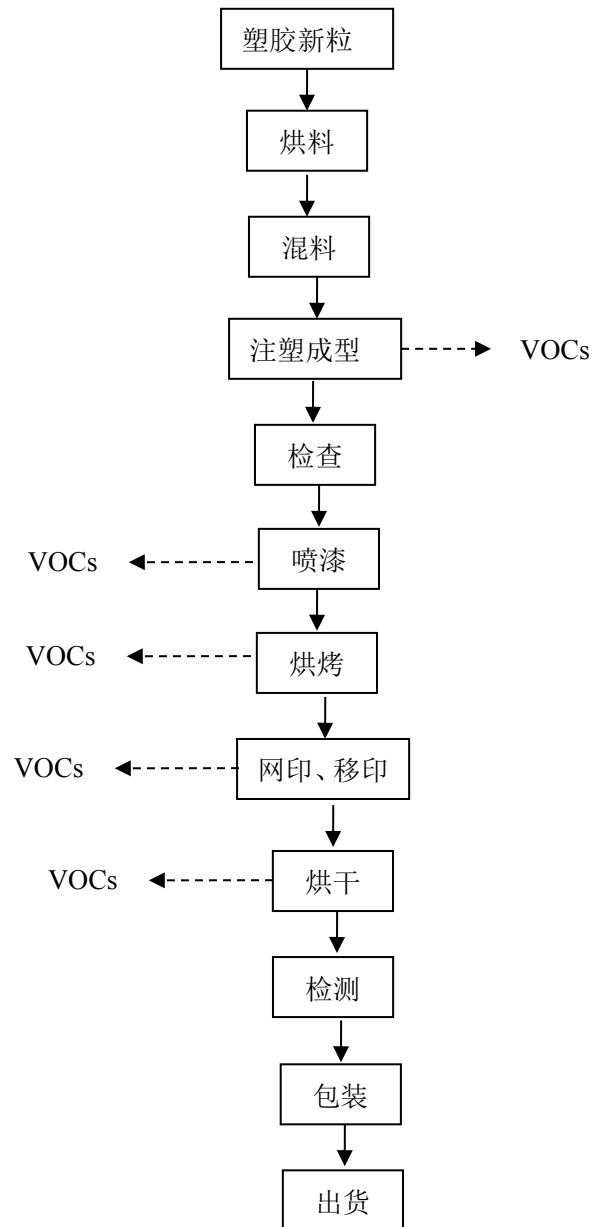 塑胶新粒
烘料
混料
注塑成型 VOCs
检查
VOCs 喷漆
VOCs 烘烤
VOCs 网印、移印
VOCs 烘干
检测
包装
出货